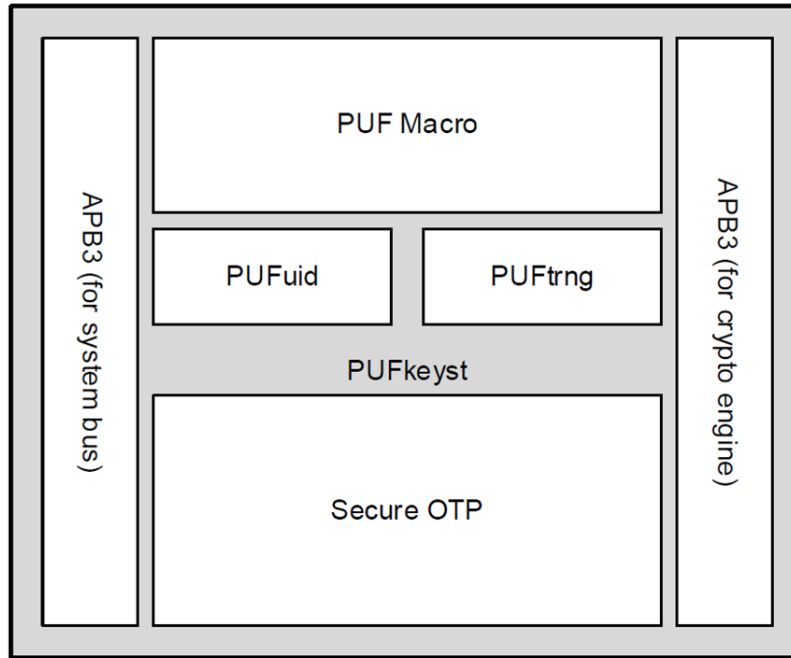 PUF Macro
APB3 (for system bus)
APB3 (for crypto engine)
PUFuid
PUFtrng
PUFkeyst
Secure OTP